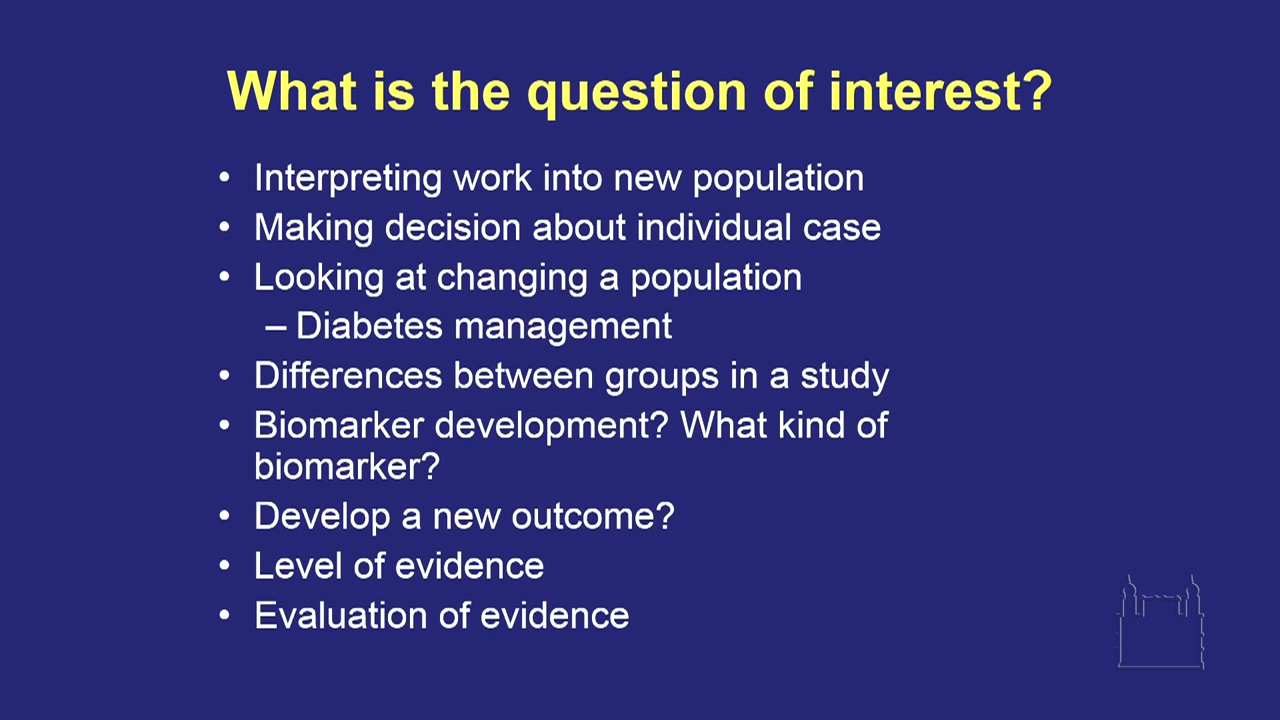 What is the question of interest?
• Interpreting work into new population
• Making decision about individual case
• Looking at changing a population
– Diabetes management
• Differences between groups in a study
• Biomarker development? What kind of
biomarker?
• Develop a new outcome?
• Level of evidence
• Evaluation of evidence